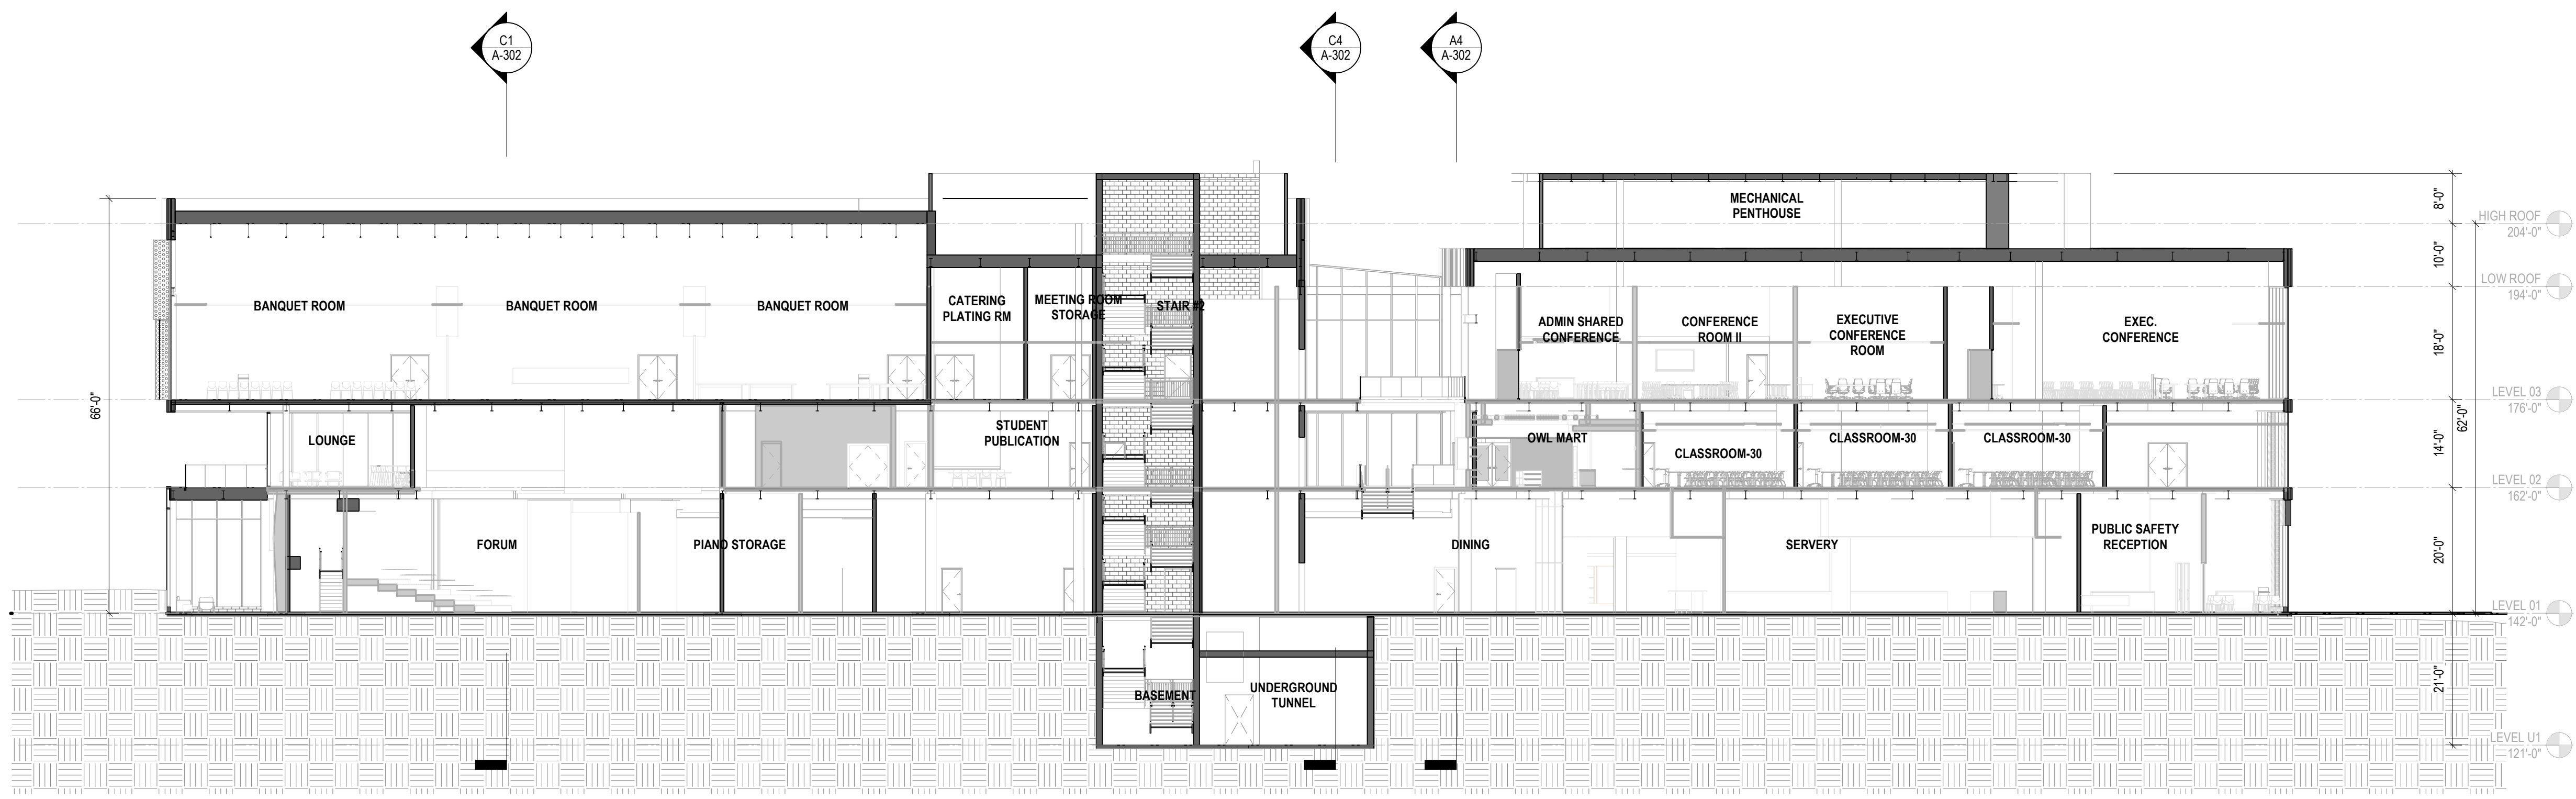 C1
A-302
C4
A-302
A4
A-302
MECHANICAL
PENTHOUSE
8'-0"
HIGH ROOF
204'-0"
10'-0"
LOW ROOF
194'-0"
BANQUET ROOM
BANQUET ROOM
BANQUET ROOM
CATERING
PLATING RM
MEETING ROOM
STORAGE
STAIR #2
ADMIN SHARED
CONFERENCE
CONFERENCE
ROOM II
EXECUTIVE
CONFERENCE
ROOM
EXEC.
CONFERENCE
18'-0"
66'-0"
LEVEL 03
176'-0"
62'-0"
LOUNGE
STUDENT
PUBLICATION
OWL MART
CLASSROOM-30
CLASSROOM-30
CLASSROOM-30
14'-0"
LEVEL 02
162'-0"
FORUM
PIANO STORAGE
DINING
SERVERY
PUBLIC SAFETY
RECEPTION
20'-0"
LEVEL 01
142'-0"
BASEMENT
UNDERGROUND
TUNNEL
21'-0"
LEVEL U1
121'-0"